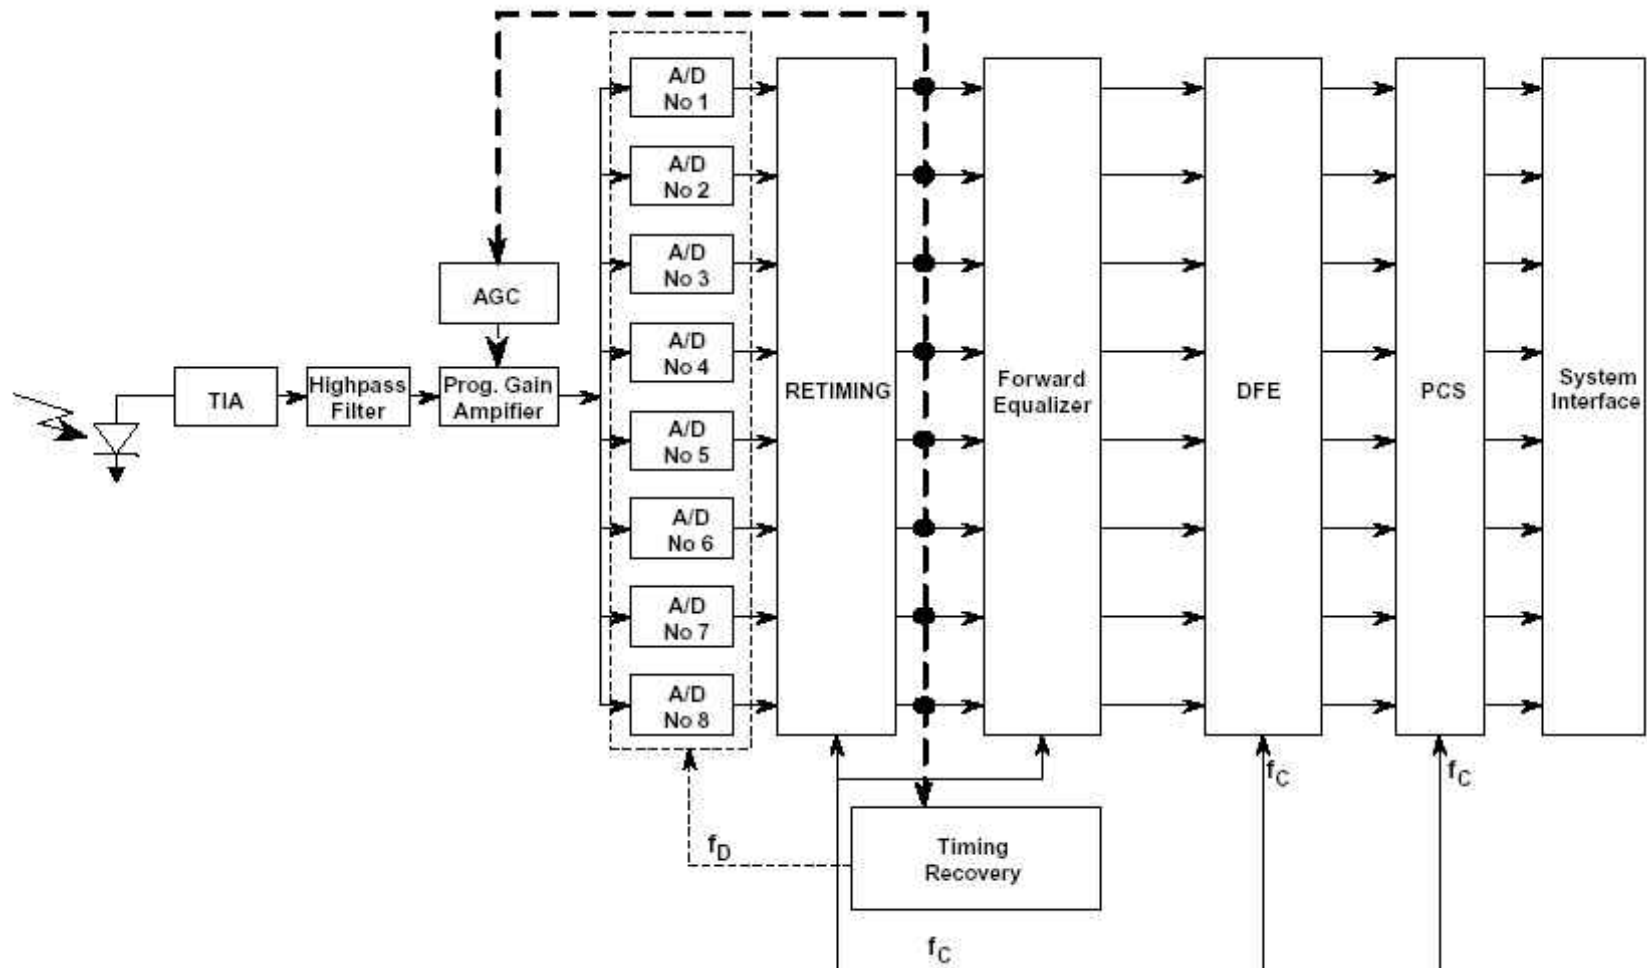 A/D
No 1
A/D
No 2
A/D
No 3
AGC
A/D
No 4
TIA
Highpass
Filter
Prog. Gain
Ampifier
A/D
No 5
A/D
No 6
A/D
No 7
A/D
No 8
RETIMING
Forward
Equalizer
DFE
PCS
System
Interface
fC
fC
fD
Timing
Recovery
fC